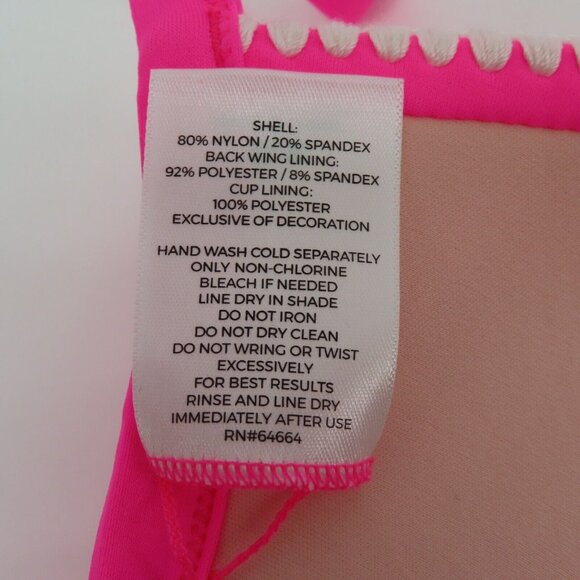 SHELL:
80% NYLON / 20% SPANDEX
BACK WING LINING:
92% POLYESTER / 8% SPANDEX
CUP LINING:
100% POLYESTER
EXCLUSIVE OF DECORATION
HAND WASH COLD SEPARATELY
ONLY NON-CHLORINE
BLEACH IF NEEDED
LINE DRY IN SHADE
DO NOT IRON
DO NOT DRY CLEAN
DO NOT WRING OR TWIST
EXCESSIVELY
FOR BEST RESULTS
RINSE AND LINE DRY
IMMEDIATELY AFTER USE
RN#64664